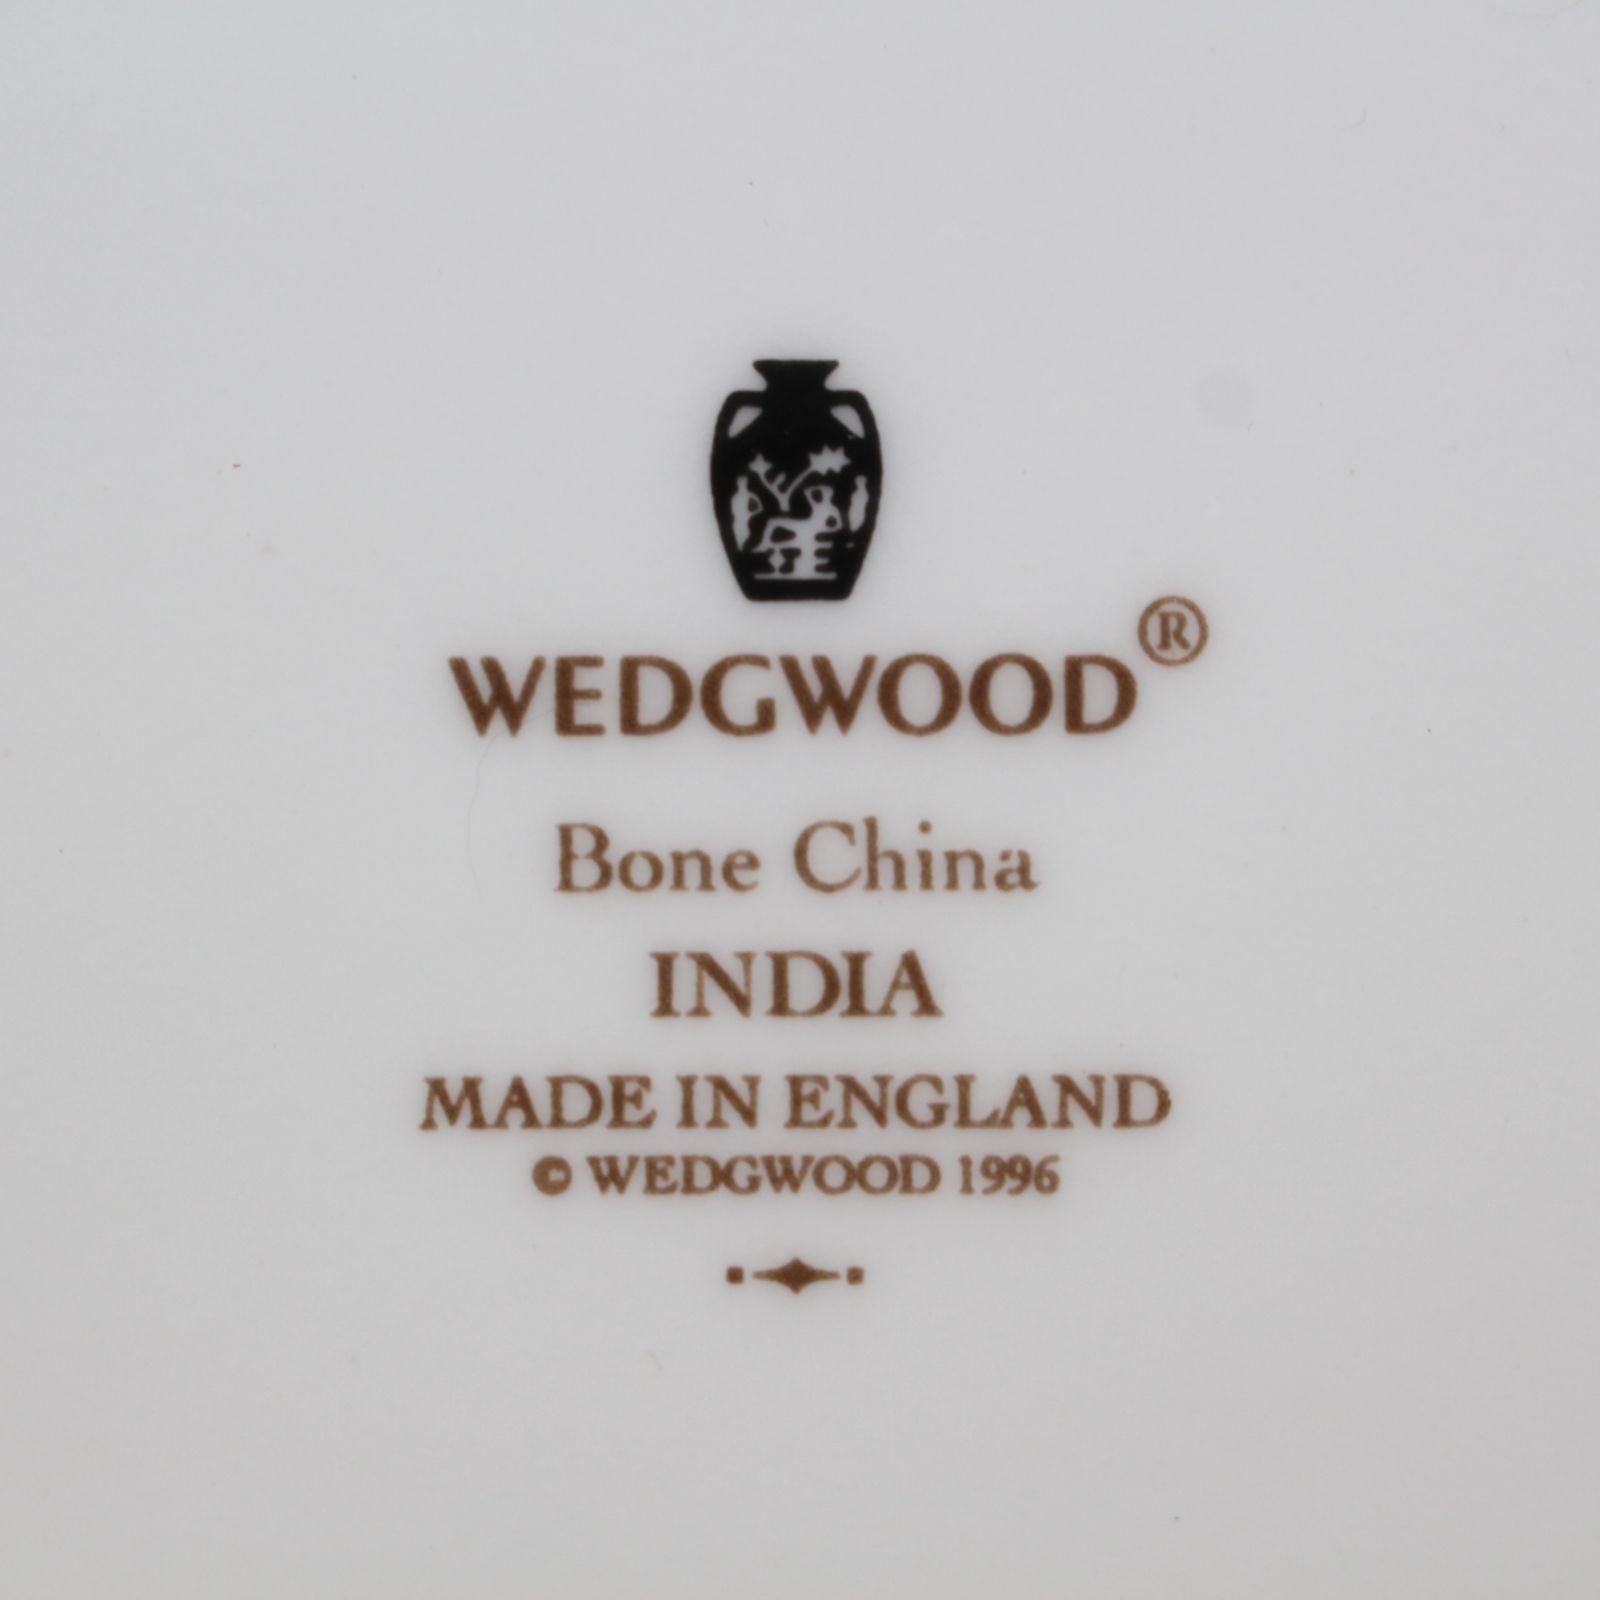 WEDGWOOD®
Bone China
INDIA
MADE IN ENGLAND
© WEDGWOOD 1996